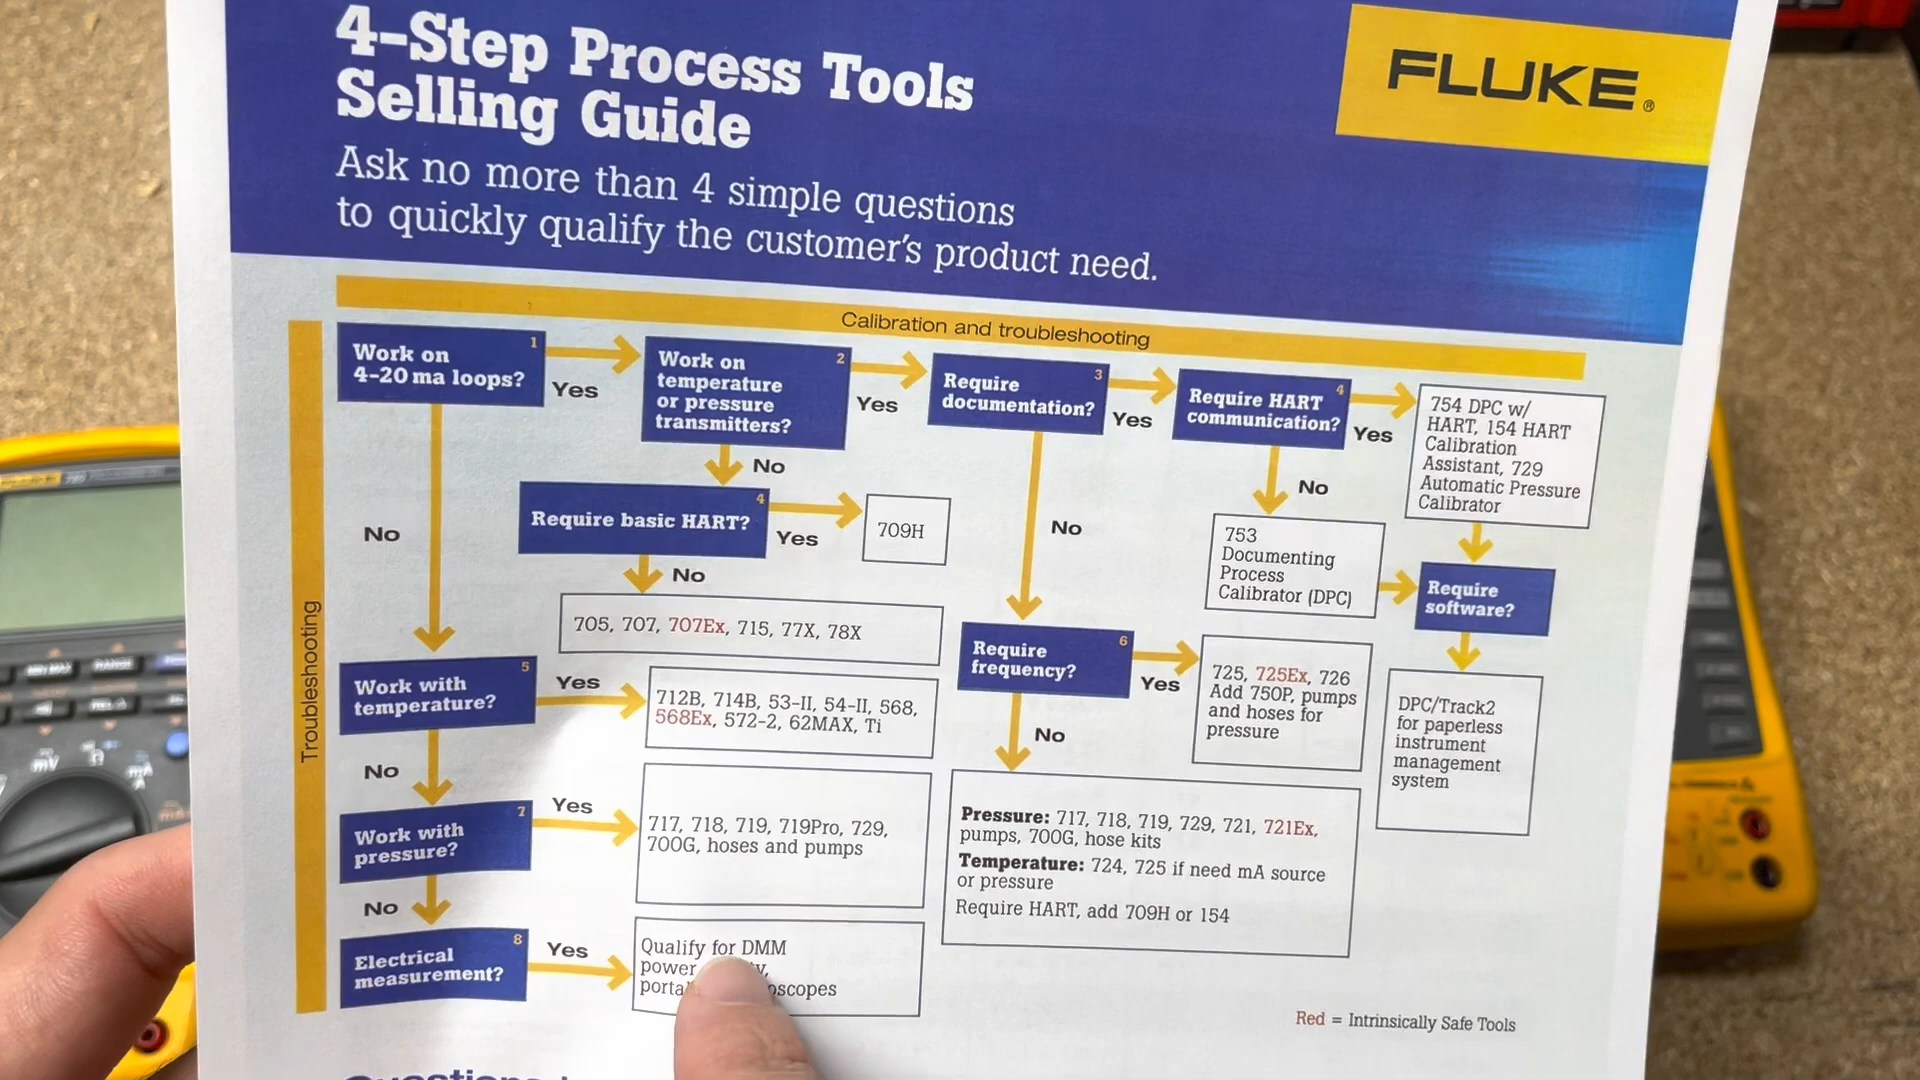 4-Step Process Tools
Selling Guide
FLUKE®
Ask no more than 4 simple questions
to quickly qualify the customer's product need.
Calibration and troubleshooting
Troubleshooting
1
Work on
4-20 ma loops?
Yes
No
2
Work on
temperature
or pressure
transmitters?
Yes
No
3
Require
documentation?
Yes
No
4
Require HART
communication?
Yes
No
754 DPC w/
HART, 154 HART
Calibration
Assistant, 729
Automatic Pressure
Calibrator
4
Require basic HART?
Yes
No
709H
753
Documenting
Process
Calibrator (DPC)
Require
software?
705, 707, 707Ex, 715, 77X, 78X
5
Work with
temperature?
Yes
No
712B, 714B, 53-II, 54-II, 568,
568Ex, 572-2, 62MAX, Ti
6
Require
frequency?
Yes
No
725, 725Ex, 726
Add 750P, pumps
and hoses for
pressure
DPC/Track2
for paperless
instrument
management
system
7
Work with
pressure?
Yes
No
717, 718, 719, 719Pro, 729,
700G, hoses and pumps
Pressure: 717, 718, 719, 729, 721, 721Ex,
pumps, 700G, hose kits
Temperature: 724, 725 if need mA source
or pressure
Require HART, add 709H or 154
8
Electrical
measurement?
Yes
Qualify for DMM
power
Red = Intrinsically Safe Tools
Questions
mV
Ω
mA